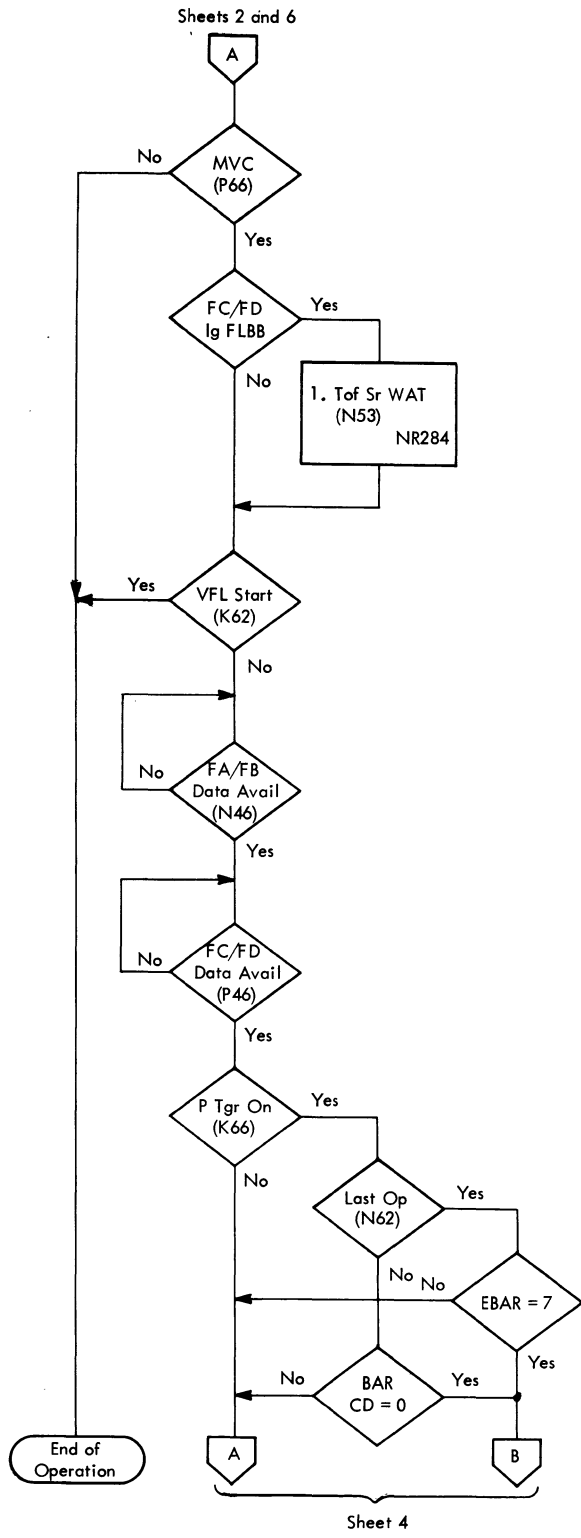 Sheets 2 and 6
A
No
MVC
(P66)
Yes
FC/FD
Ig FLBB
Yes
No
1. Tof Sr WAT
(N53)
NR284
Yes
VFL Start
(K62)
No
No
FA/FB
Data Avail
(N46)
Yes
No
FC/FD
Data Avail
(P46)
Yes
P Tgr On
(K66)
Yes
No
Last Op
(N62)
Yes
No
No
EBAR = 7
Yes
No
BAR
CD = 0
Yes
End of
Operation
A
B
Sheet 4